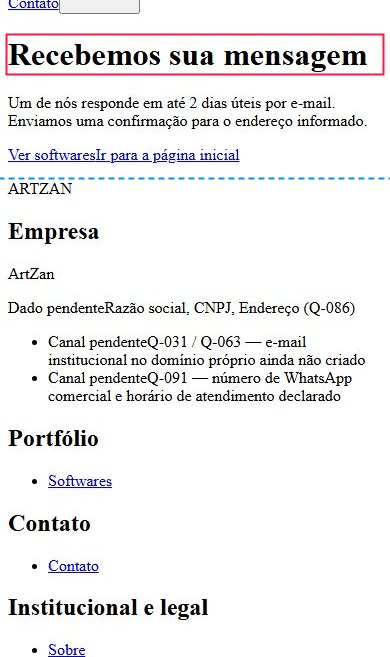 Contato
Recebemos sua mensagem
Um de nós responde em até 2 dias úteis por e-mail.
Enviamos uma confirmação para o endereço informado.
Ver softwaresIr para a página inicial
ARTZAN
Empresa
ArtZan
Dado pendenteRazão social, CNPJ, Endereço (Q-086)
Canal pendenteQ-031 / Q-063 — e-mail
institucional no domínio próprio ainda não criado
Canal pendenteQ-091 — número de WhatsApp
comercial e horário de atendimento declarado
Portfólio
Softwares
Contato
Contato
Institucional e legal
Sobre